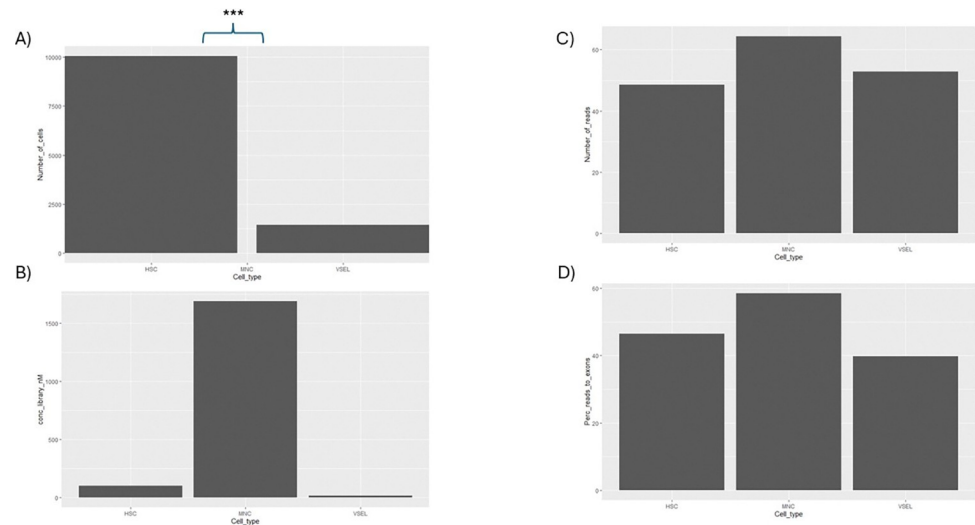 ***
A)
10000
7500
5000
2500
0
Number_of_cells
HSC
MNC
VSEL
Cell_type
B)
1500
1000
500
0
conc_library_nM
HSC
MNC
VSEL
Cell_type
C)
60
40
20
0
Number_of_reads
HSC
MNC
VSEL
Cell_type
D)
60
40
20
0
Perc_reads_to_exons
HSC
MNC
VSEL
Cell_type